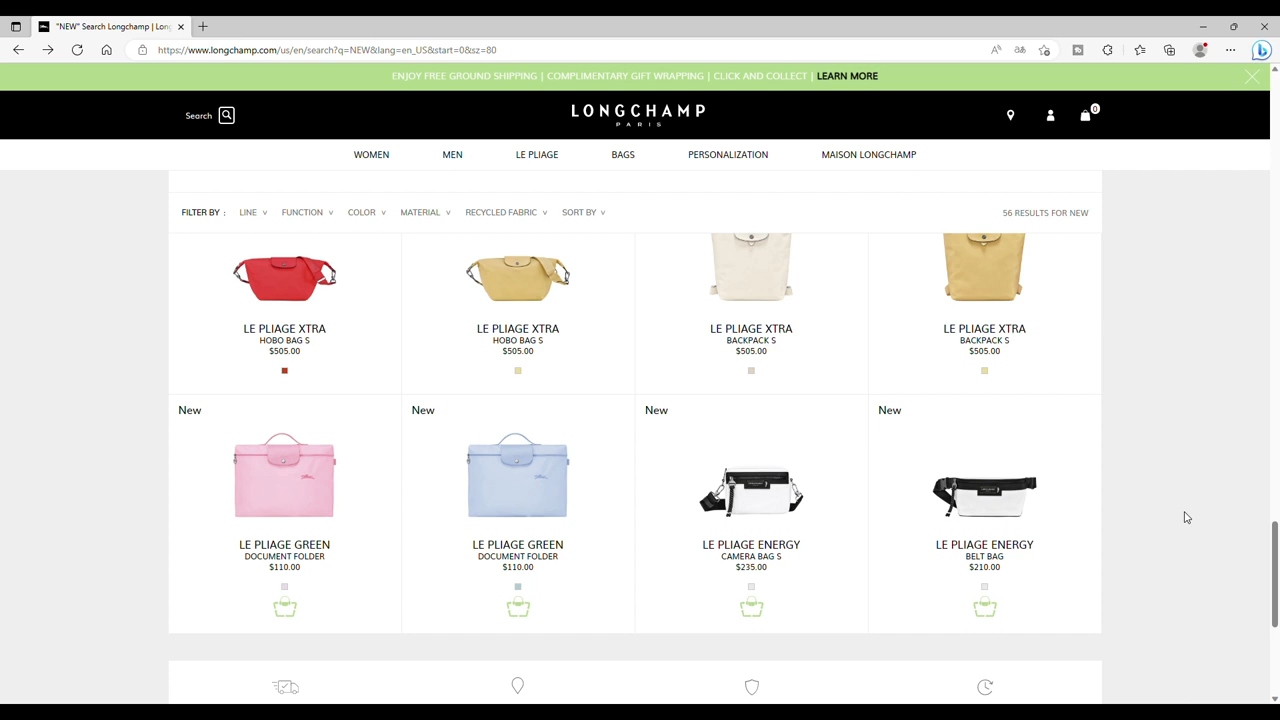 "NEW" Search Longchamp | Lon
https://www.longchamp.com/us/en/search?q=NEW&lang=en_US&start=0&sz=80
ENJOY FREE GROUND SHIPPING | COMPLIMENTARY GIFT WRAPPING | CLICK AND COLLECT | LEARN MORE
Search
LONGCHAMP
PARIS
0
WOMEN MEN LE PLIAGE BAGS PERSONALIZATION MAISON LONGCHAMP
FILTER BY : LINE FUNCTION COLOR MATERIAL RECYCLED FABRIC SORT BY 56 RESULTS FOR NEW
LE PLIAGE XTRA
HOBO BAG S
$505.00
LE PLIAGE XTRA
HOBO BAG S
$505.00
LE PLIAGE XTRA
BACKPACK S
$505.00
LE PLIAGE XTRA
BACKPACK S
$505.00
New
LE PLIAGE GREEN
DOCUMENT FOLDER
$110.00
New
LE PLIAGE GREEN
DOCUMENT FOLDER
$110.00
New
LE PLIAGE ENERGY
CAMERA BAG S
$235.00
New
LE PLIAGE ENERGY
BELT BAG
$210.00